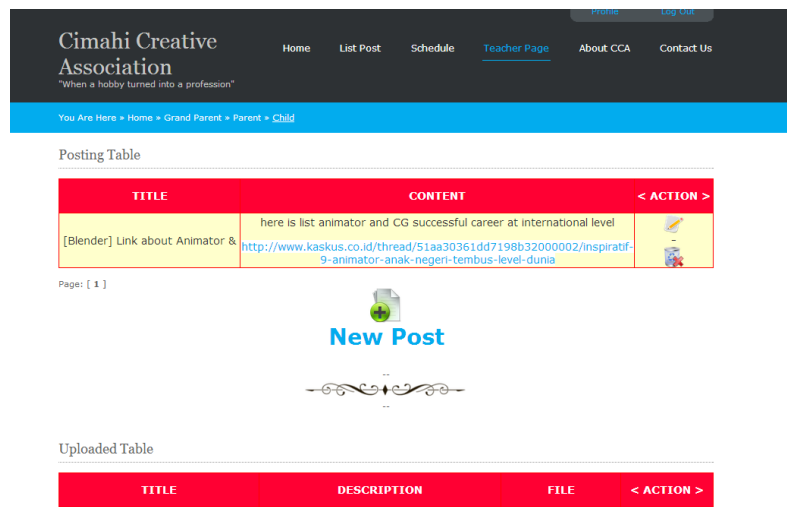 Profile Log Out
Cimahi Creative
Association
"When a hobby turned into a profession"
Home List Post Schedule Teacher Page About CCA Contact Us
You Are Here » Home » Grand Parent » Parent » Child
Posting Table
TITLE CONTENT < ACTION >
[Blender] Link about Animator &
here is list animator and CG successful career at international level
http://www.kaskus.co.id/thread/51aa30361dd7198b32000002/inspiratif-
9-animator-anak-negeri-tembus-level-dunia
--
Page: [ 1 ]
New Post
--
--
Uploaded Table
TITLE DESCRIPTION FILE < ACTION >